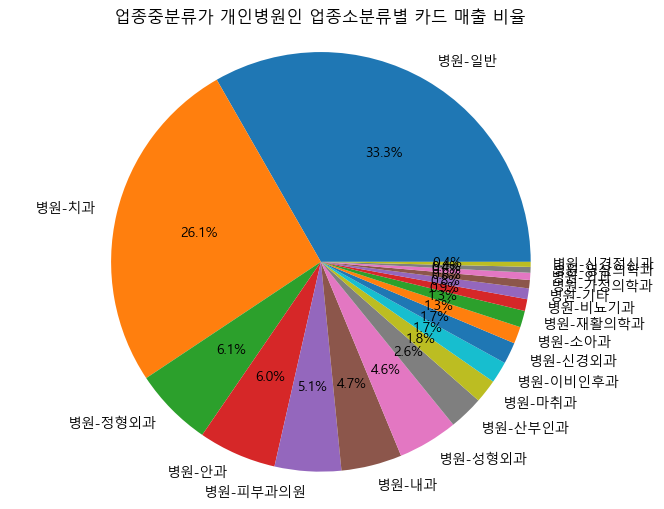 업종중분류가 개인병원인 업종소분류별 카드 매출 비율
병원-일반
33.3%
병원-치과
26.1%
병원-정형외과
6.1%
병원-안과
6.0%
병원-피부과의원
5.1%
병원-내과
4.7%
병원-성형외과
4.6%
병원-산부인과
2.6%
병원-마취과
1.8%
병원-이비인후과
1.7%
병원-신경외과
1.7%
병원-소아과
1.3%
병원-재활의학과
1.3%
병원-비뇨기과
0.9%
병원-기타
0.8%
병원-가정의학과
병원-신경정신과
0.4%